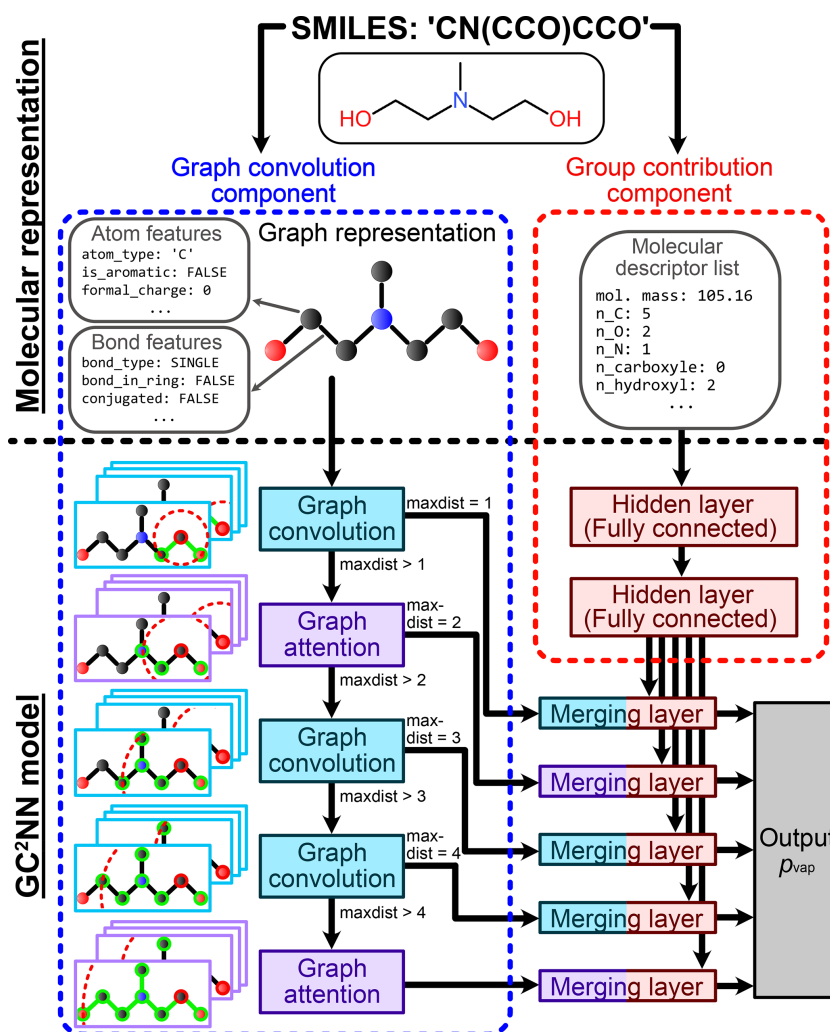 SMILES: 'CN(CCO)CCO'
HO
N
OH
Molecular representation
Graph convolution
component
Group contribution
component
Atom features
atom_type: 'C'
is_aromatic: FALSE
formal_charge: 0
...
Graph representation
Bond features
bond_type: SINGLE
bond_in_ring: FALSE
conjugated: FALSE
...
Molecular
descriptor list
mol. mass: 105.16
n_C: 5
n_O: 2
n_N: 1
n_carboxyle: 0
n_hydroxyl: 2
...
GC²NN model
Graph
convolution
maxdist = 1
maxdist > 1
Graph
attention
max-
dist = 2
maxdist > 2
Graph
convolution
max-
dist = 3
maxdist > 3
Graph
convolution
max-
dist = 4
maxdist > 4
Graph
attention
Hidden layer
(Fully connected)
Hidden layer
(Fully connected)
Merging layer
Merging layer
Merging layer
Merging layer
Merging layer
Output
pvap